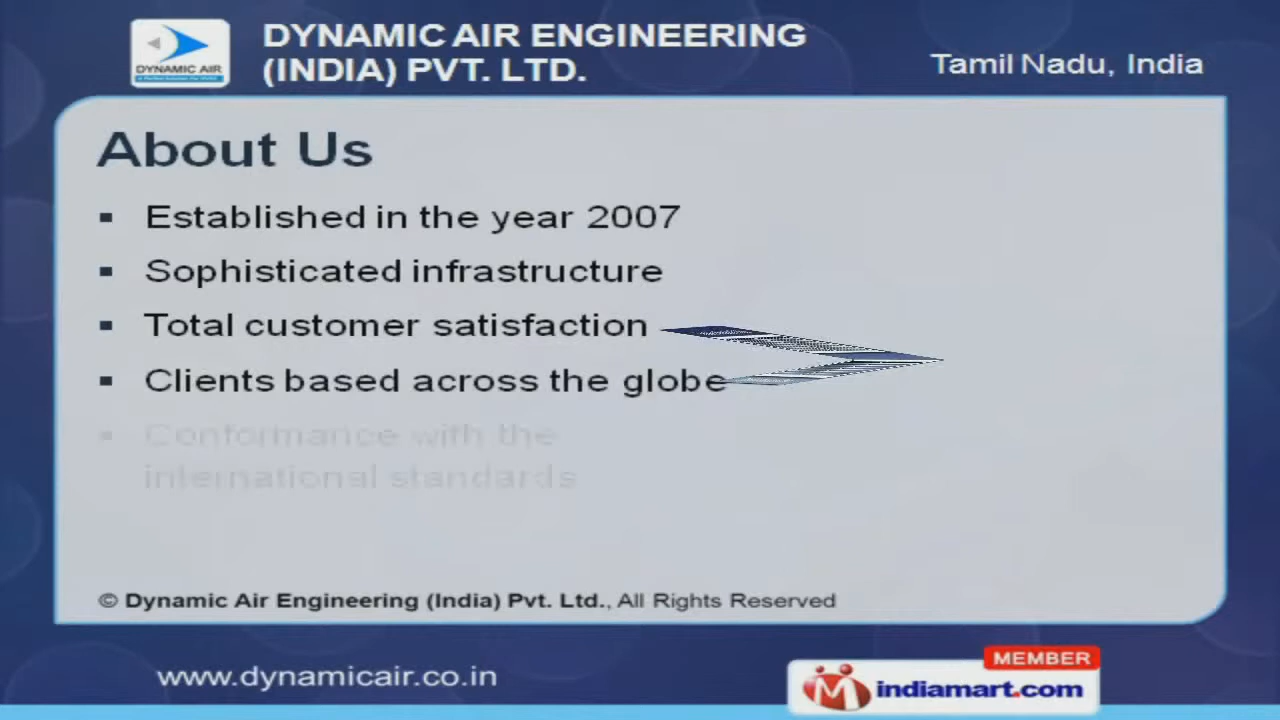 DYNAMIC AIR ENGINEERING
(INDIA) PVT. LTD.
Tamil Nadu, India
DYNAMIC AIR
About Us
▪ Established in the year 2007
▪ Sophisticated infrastructure
▪ Total customer satisfaction
▪ Clients based across the globe
▪ Conformance with the
international standards
© Dynamic Air Engineering (India) Pvt. Ltd., All Rights Reserved
www.dynamicair.co.in
MEMBER
indiamart.com